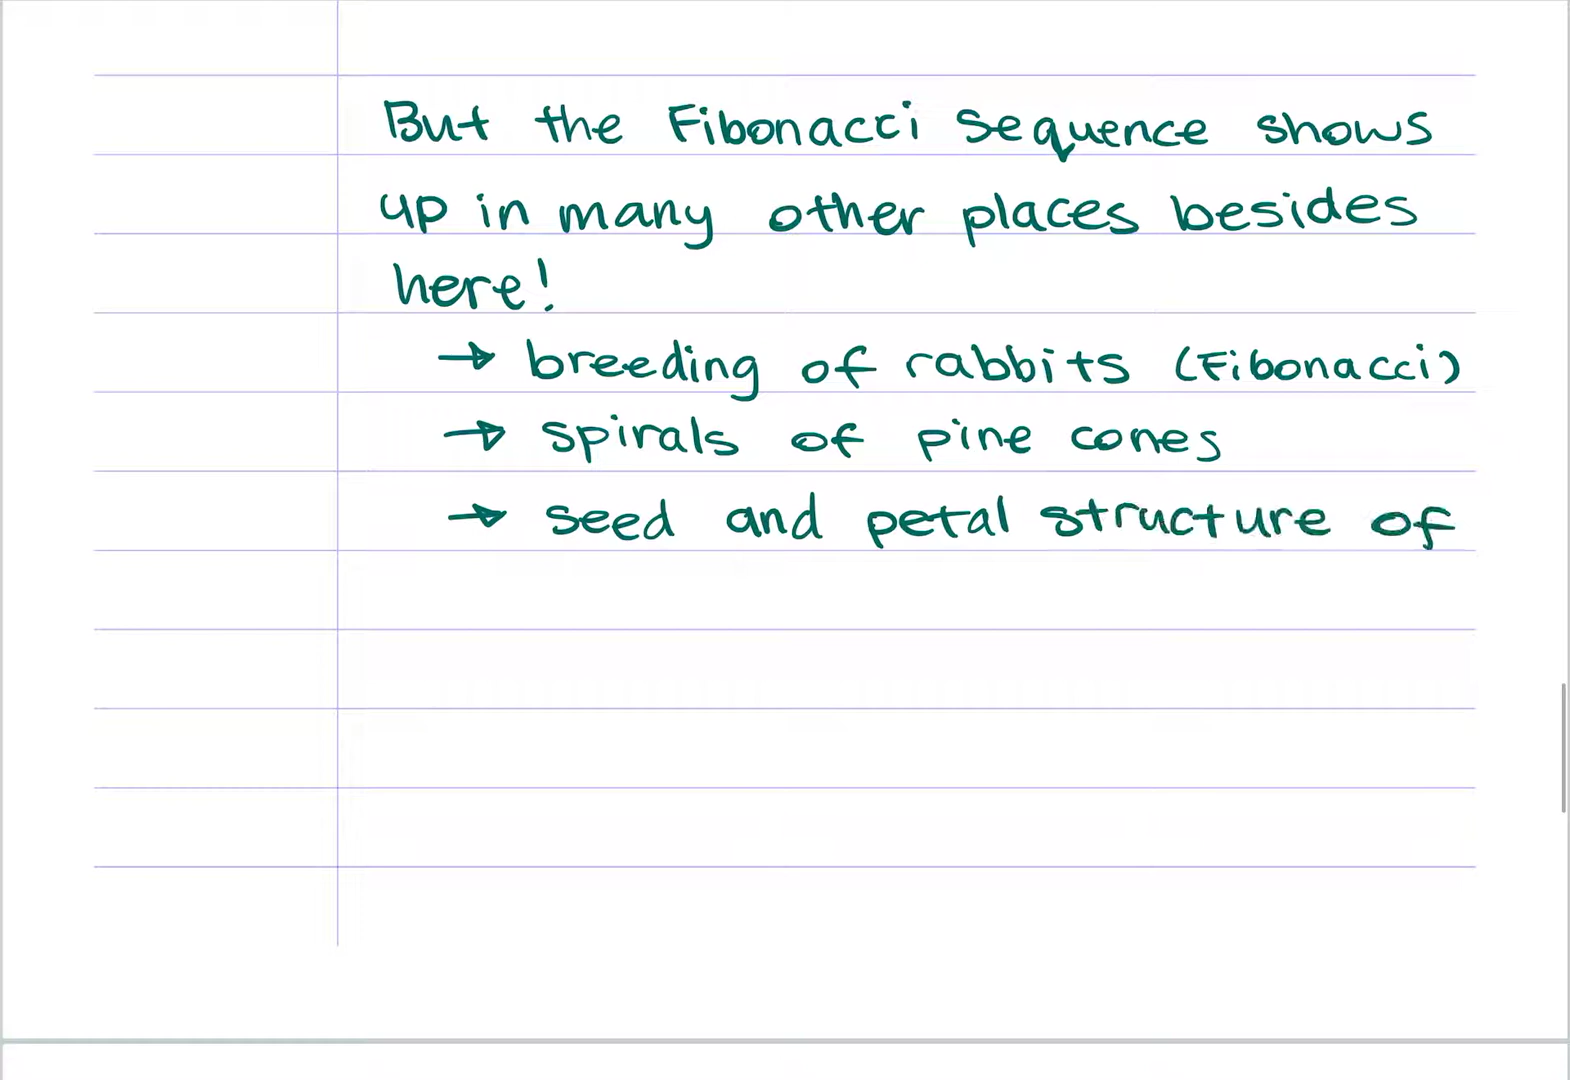 But the Fibonacci Sequence shows
up in many other places besides
here!
→ breeding of rabbits (Fibonacci)
→ spirals of pine cones
→ seed and petal structure of